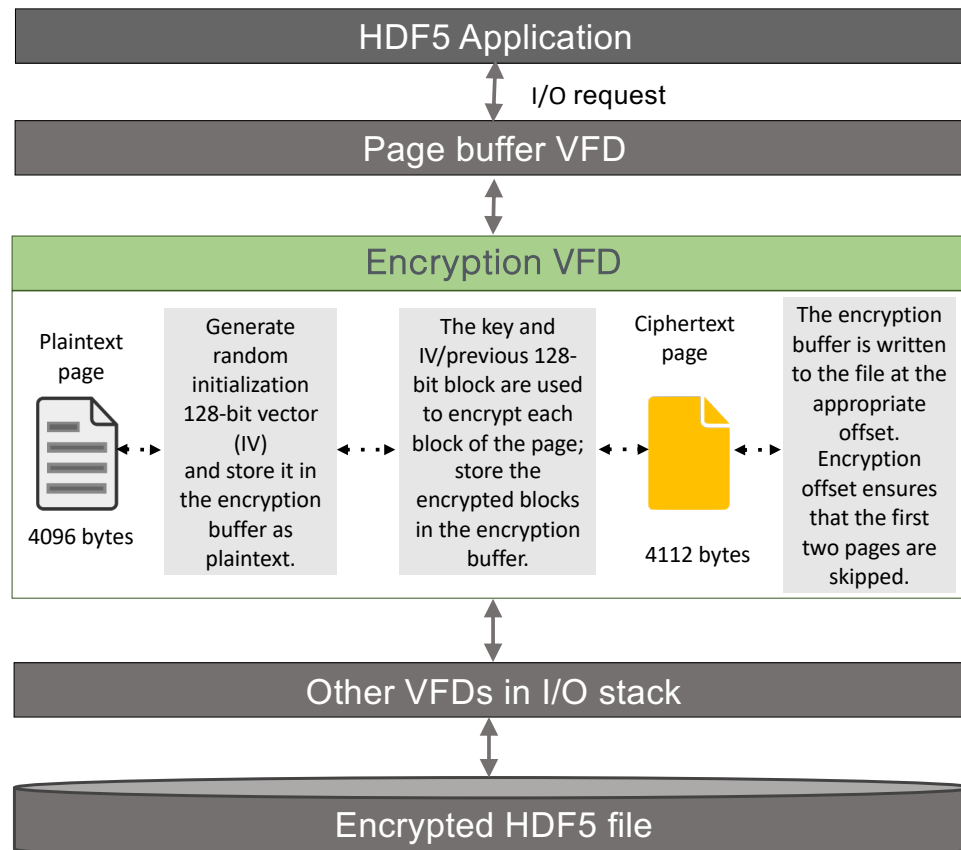 HDF5 Application
I/O request
Page buffer VFD
Encryption VFD
Plaintext
page
4096 bytes
Generate
random
initialization
128-bit vector
(IV)
and store it in
the encryption
buffer as
plaintext.
The key and
IV/previous 128-
bit block are used
to encrypt each
block of the page;
store the
encrypted blocks
in the encryption
buffer.
Ciphertext
page
4112 bytes
The encryption
buffer is written
to the file at the
appropriate
offset.
Encryption
offset ensures
that the first
two pages are
skipped.
Other VFDs in I/O stack
Encrypted HDF5 file